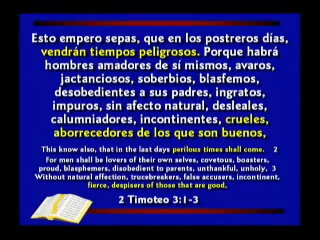 Esto empero sepas, que en los postreros días,
vendrán tiempos peligrosos. Porque habrá
hombres amadores de sí mismos, avaros,
jactanciosos, soberbios, blasfemos,
desobedientes a sus padres, ingratos,
impuros, sin afecto natural, desleales,
calumniadores, incontinentes, crueles,
aborrecedores de los que son buenos,
This know also, that in the last days perilous times shall come. 2
For men shall be lovers of their own selves, covetous, boasters,
proud, blasphemers, disobedient to parents, unthankful, unholy, 3
Without natural affection, trucebreakers, false accusers, incontinent,
fierce, despisers of those that are good.
2 Timoteo 3:1-3